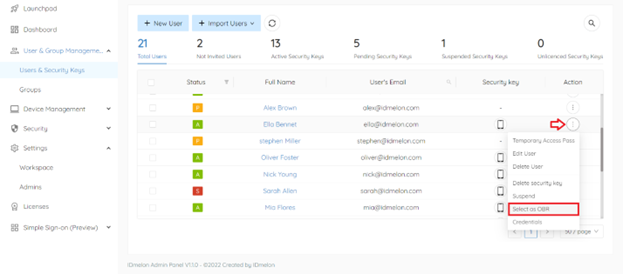 Launchpad
Dashboard
User & Group Manageme...
Users & Security Keys
Groups
Device Management
Security
Settings
Workspace
Admins
Licenses
Simple Sign-on (Preview)
+ New User
+ Import Users
21 2 13 5 1 0
Total Users Not Invited Users Active Security Keys Pending Security Keys Suspended Security Keys Unlicensed Security Keys
Status Full Name User's Email Security key Action
P Alex Brown alex@idmelon.com -
A Ella Bennet ella@idmelon.com
P stephen Miller stephen@idmelon.com -
A Oliver Foster oliver@idmelon.com
A Nick Young nick@idmelon.com
S Sarah Allen sarah@idmelon.com
A Mia Flores mia@idmelon.com
Temporary Access Pass
Edit User
Delete User
Delete security key
Suspend
Select as OBR
Credentials
< 1 > 50 / page
IDmelon Admin Panel V1.1.0 - ©2022 Created by IDmelon